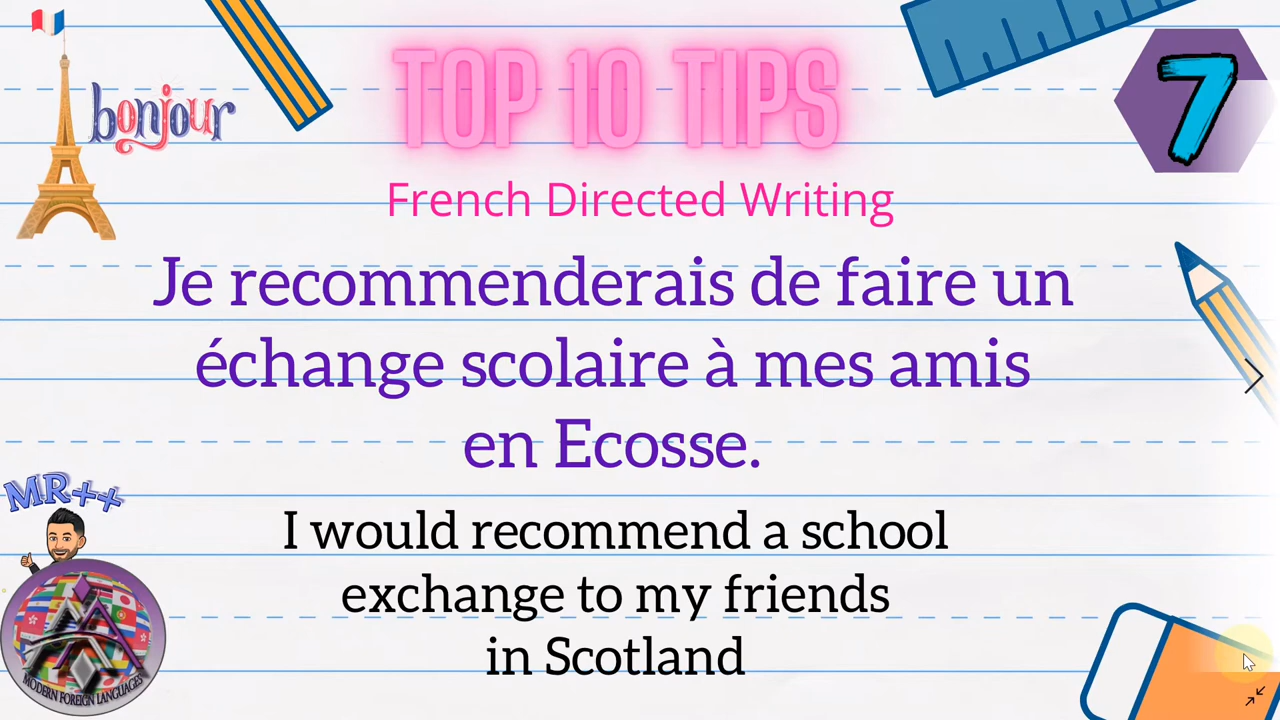 bonjour
TOP 10 TIPS
7
French Directed Writing
Je recommenderais de faire un
échange scolaire à mes amis
en Ecosse.
I would recommend a school
exchange to my friends
in Scotland
MR++
MODERN FOREIGN LANGUAGES